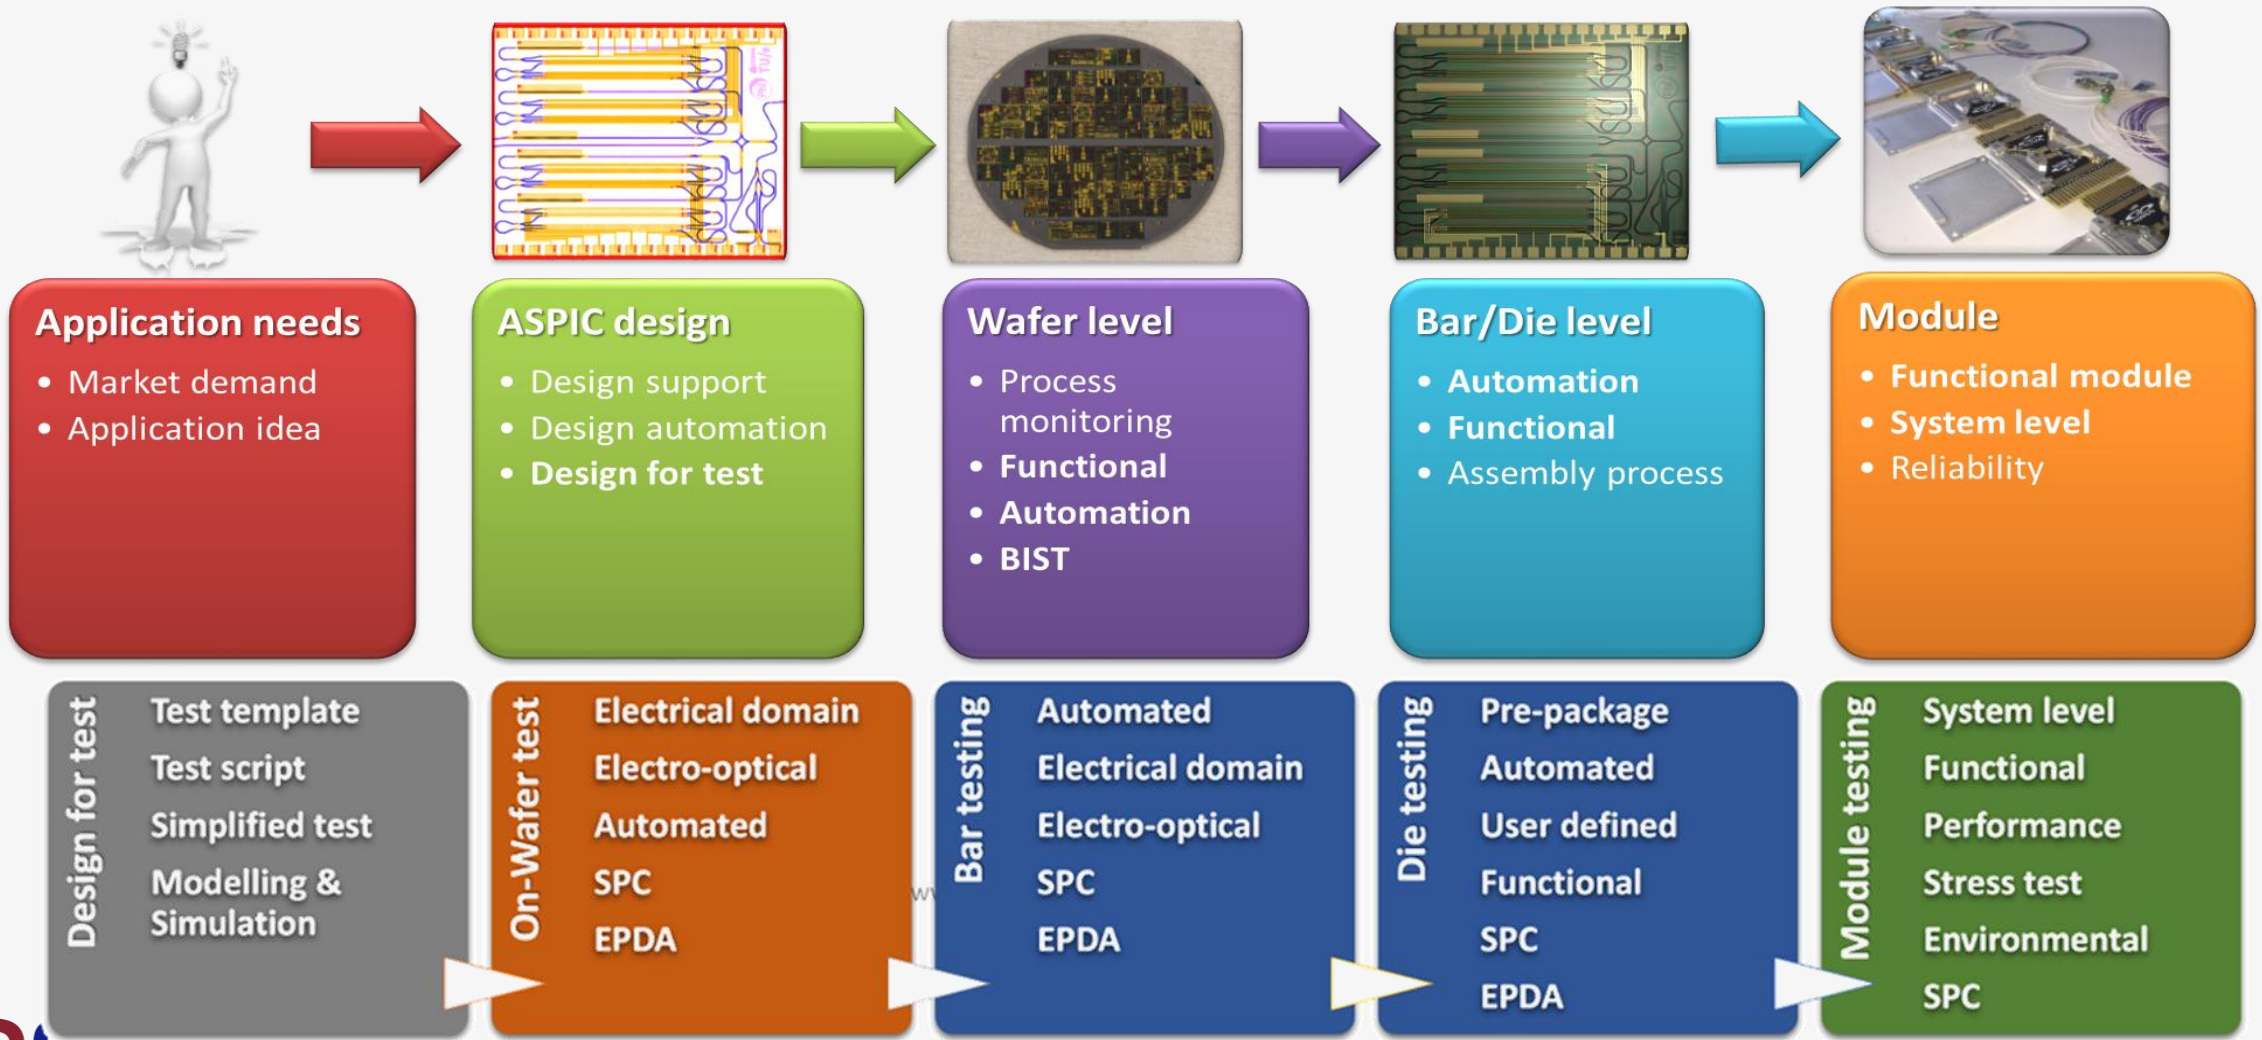 Application needs
• Market demand
• Application idea
ASPIC design
• Design support
• Design automation
• Design for test
Wafer level
• Process
monitoring
• Functional
• Automation
• BIST
Bar/Die level
• Automation
• Functional
• Assembly process
Module
• Functional module
• System level
• Reliability
Design for test
Test template
Test script
Simplified test
Modelling &
Simulation
On-Wafer test
Electrical domain
Electro-optical
Automated
SPC
EPDA
Bar testing
Automated
Electrical domain
Electro-optical
SPC
EPDA
Die testing
Pre-package
Automated
User defined
Functional
SPC
EPDA
Module testing
System level
Functional
Performance
Stress test
Environmental
SPC
TU/e